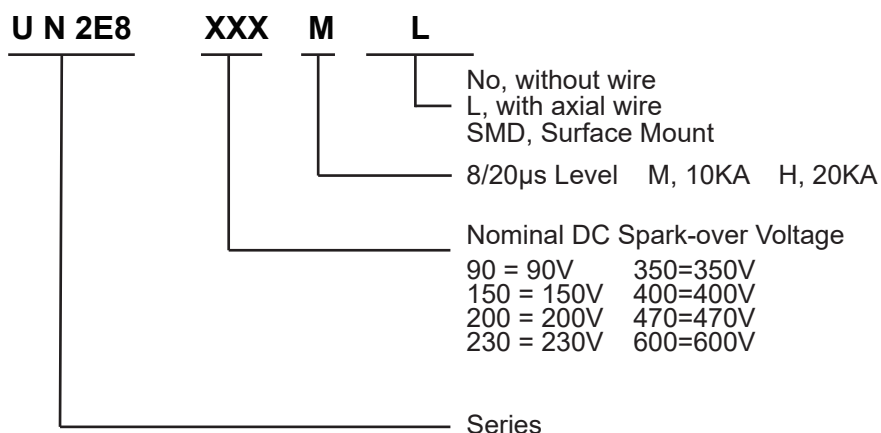 U N 2E8 XXX M L
No, without wire
L, with axial wire
SMD, Surface Mount
8/20μs Level M, 10KA H, 20KA
Nominal DC Spark-over Voltage
90 = 90V 350=350V
150 = 150V 400=400V
200 = 200V 470=470V
230 = 230V 600=600V
Series